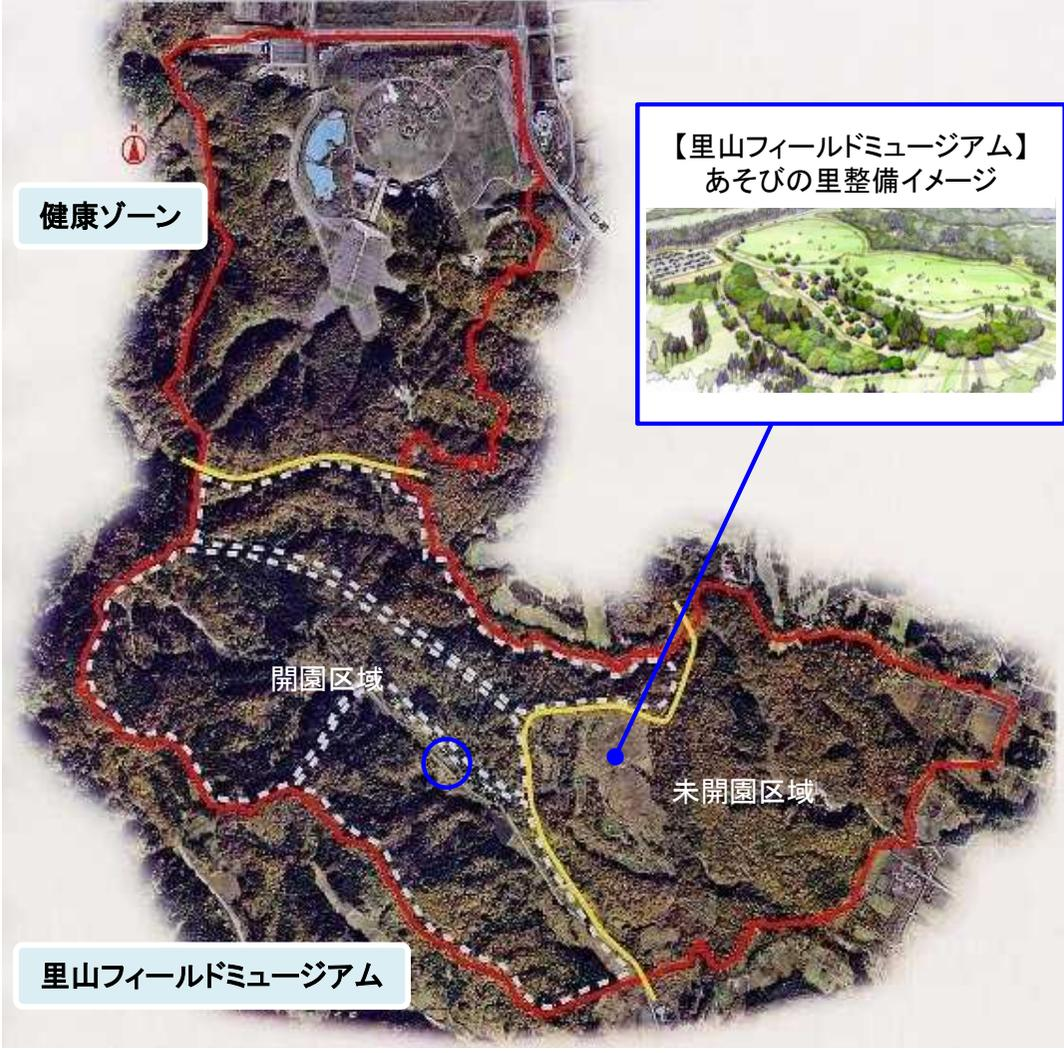 N
健康ゾーン
【里山フィールドミュージアム】
あそびの里整備イメージ
開園区域
未開園区域
里山フィールドミュージアム